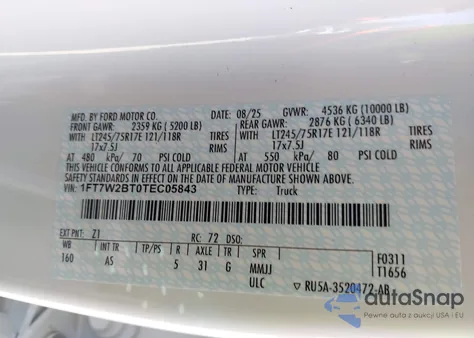 MFD. BY FORD MOTOR CO. DATE: 08/25 GVWR: 4536 KG (10000 LB)
FRONT GAWR: 2359 KG (5200 LB) REAR GAWR: 2876 KG (6340 LB)
LT245/75R17E 121/118R TIRES LT245/75R17E 121/118R TIRES
17x7.5J RIMS 17x7.5J RIMS
AT 480 kPa/ 70 PSI COLD AT 550 kPa/ 80 PSI COLD
THIS VEHICLE CONFORMS TO ALL APPLICABLE FEDERAL MOTOR VEHICLE
SAFETY STANDARDS IN EFFECT ON THE DATE OF MANUFACTURE SHOWN ABOVE.
VIN: 1FT7W2BT0TEC05843 TYPE: Truck
EXT PNT: Z1 RC: 72 DSO:
WB INT TR TP/PS R AXLE TR SPR F0311
160 AS 5 31 G MMJJ T1656
ULC ▽ RU5A-3520472-AB
autoSnap
Pewne auta z USA i Europy